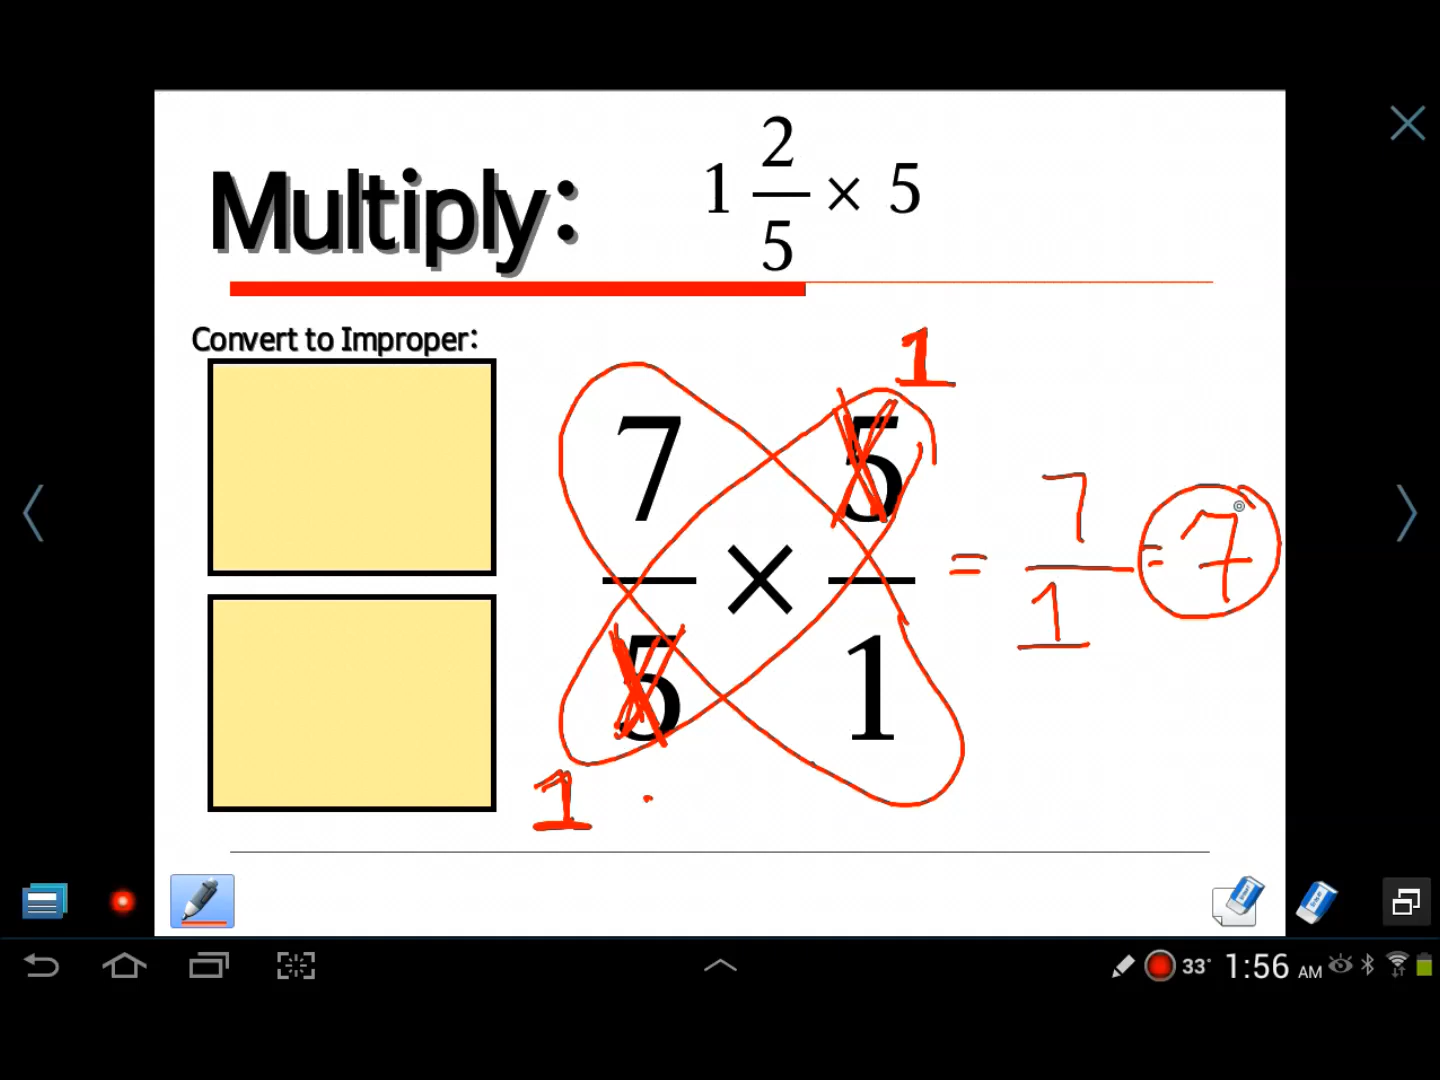 Multiply: 1 2/5 × 5
Convert to Improper:
1
7/5 × 5/1 = 7/1 = 7
1
33° 1:56 AM